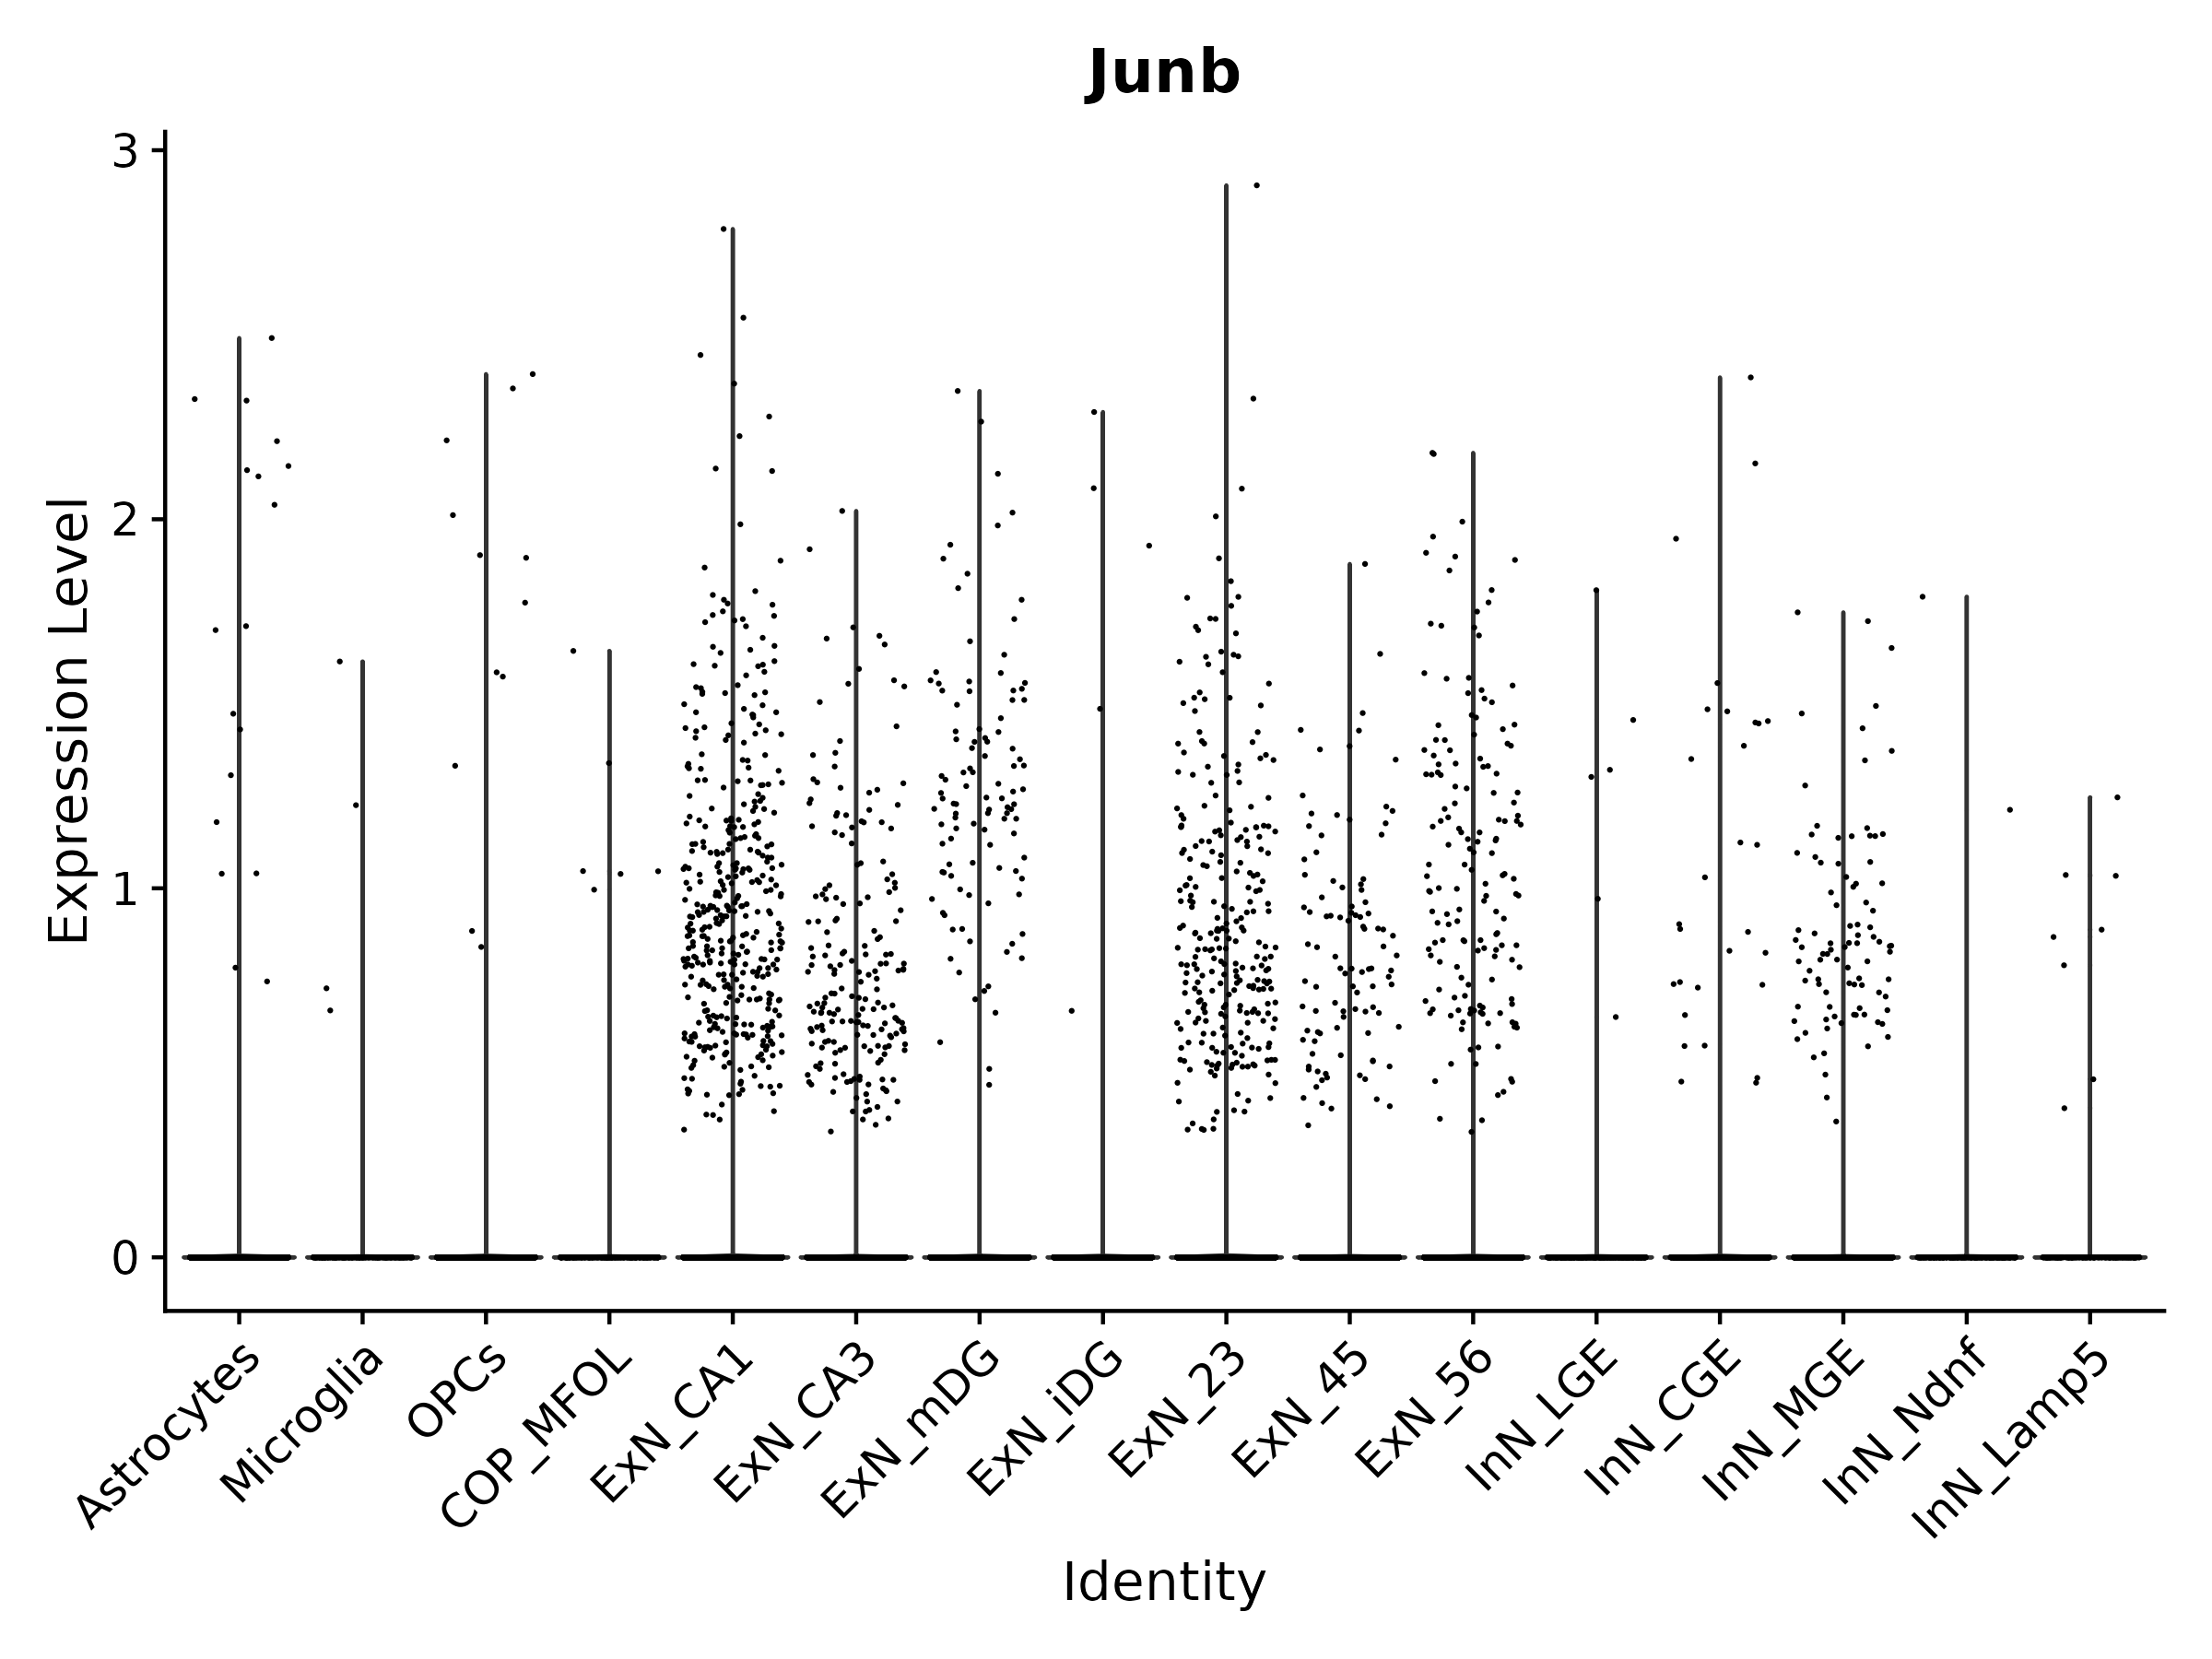 Junb
Expression Level
3
2
1
0
Astrocytes
Microglia
OPCs
COP_MFOL
ExN_CA1
ExN_CA3
ExN_mDG
ExN_iDG
ExN_23
ExN_45
ExN_56
InN_LGE
InN_CGE
InN_MGE
InN_Ndnf
InN_Lamp5
Identity